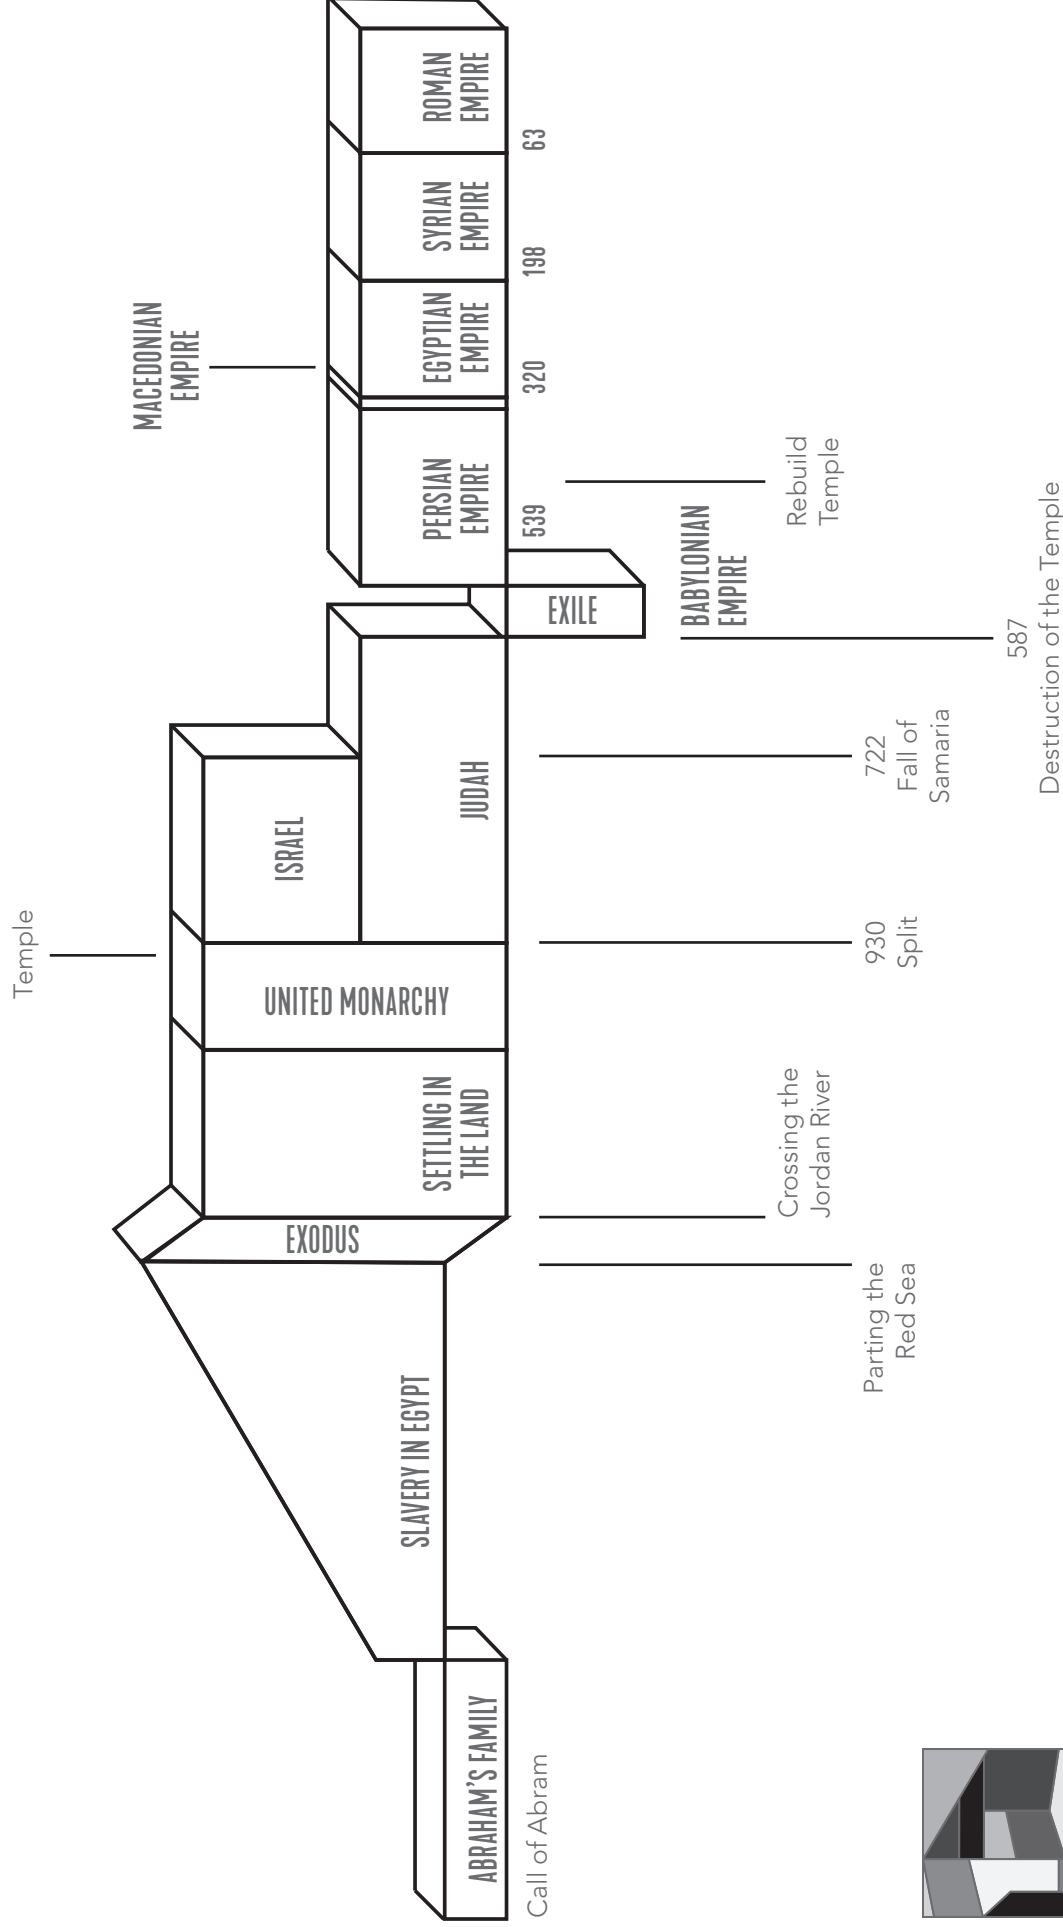 Temple
MACEDONIAN
EMPIRE
ABRAHAM'S FAMILY
SLAVERY IN EGYPT
EXODUS
SETTLING IN
THE LAND
UNITED MONARCHY
ISRAEL
JUDAH
EXILE
PERSIAN
EMPIRE
EGYPTIAN
EMPIRE
SYRIAN
EMPIRE
ROMAN
EMPIRE
Call of Abram
539
320
198
63
BABYLONIAN
EMPIRE
Crossing the
Jordan River
Rebuild
Temple
Parting the
Red Sea
930
Split
722
Fall of
Samaria
587
Destruction of the Temple